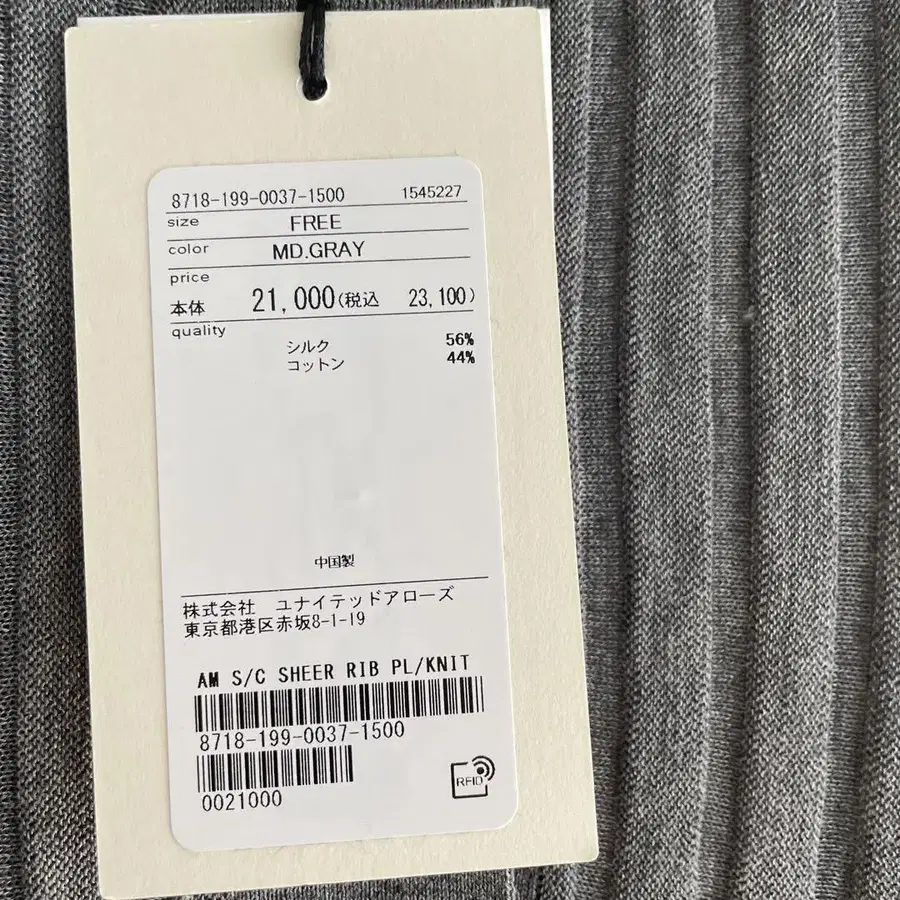 8718-199-0037-1500 1545227
size FREE
color MD.GRAY
price
本体 21,000(税込 23,100)
quality
シルク 56%
コットン 44%
中国製
株式会社 ユナイテッドアローズ
東京都港区赤坂8-1-19
AM S/C SHEER RIB PL/KNIT
8718-199-0037-1500
0021000
RFID